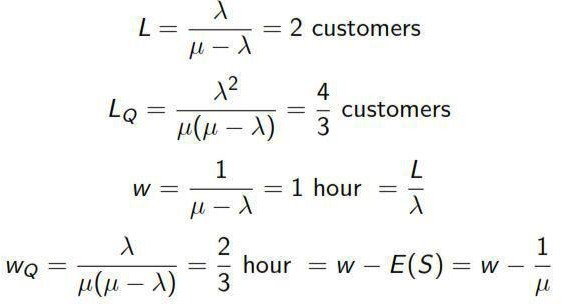 L = λ / (μ − λ) = 2 customers
L_Q = λ² / (μ(μ − λ)) = 4/3 customers
w = 1 / (μ − λ) = 1 hour = L/λ
w_Q = λ / (μ(μ − λ)) = 2/3 hour = w − E(S) = w − 1/μ